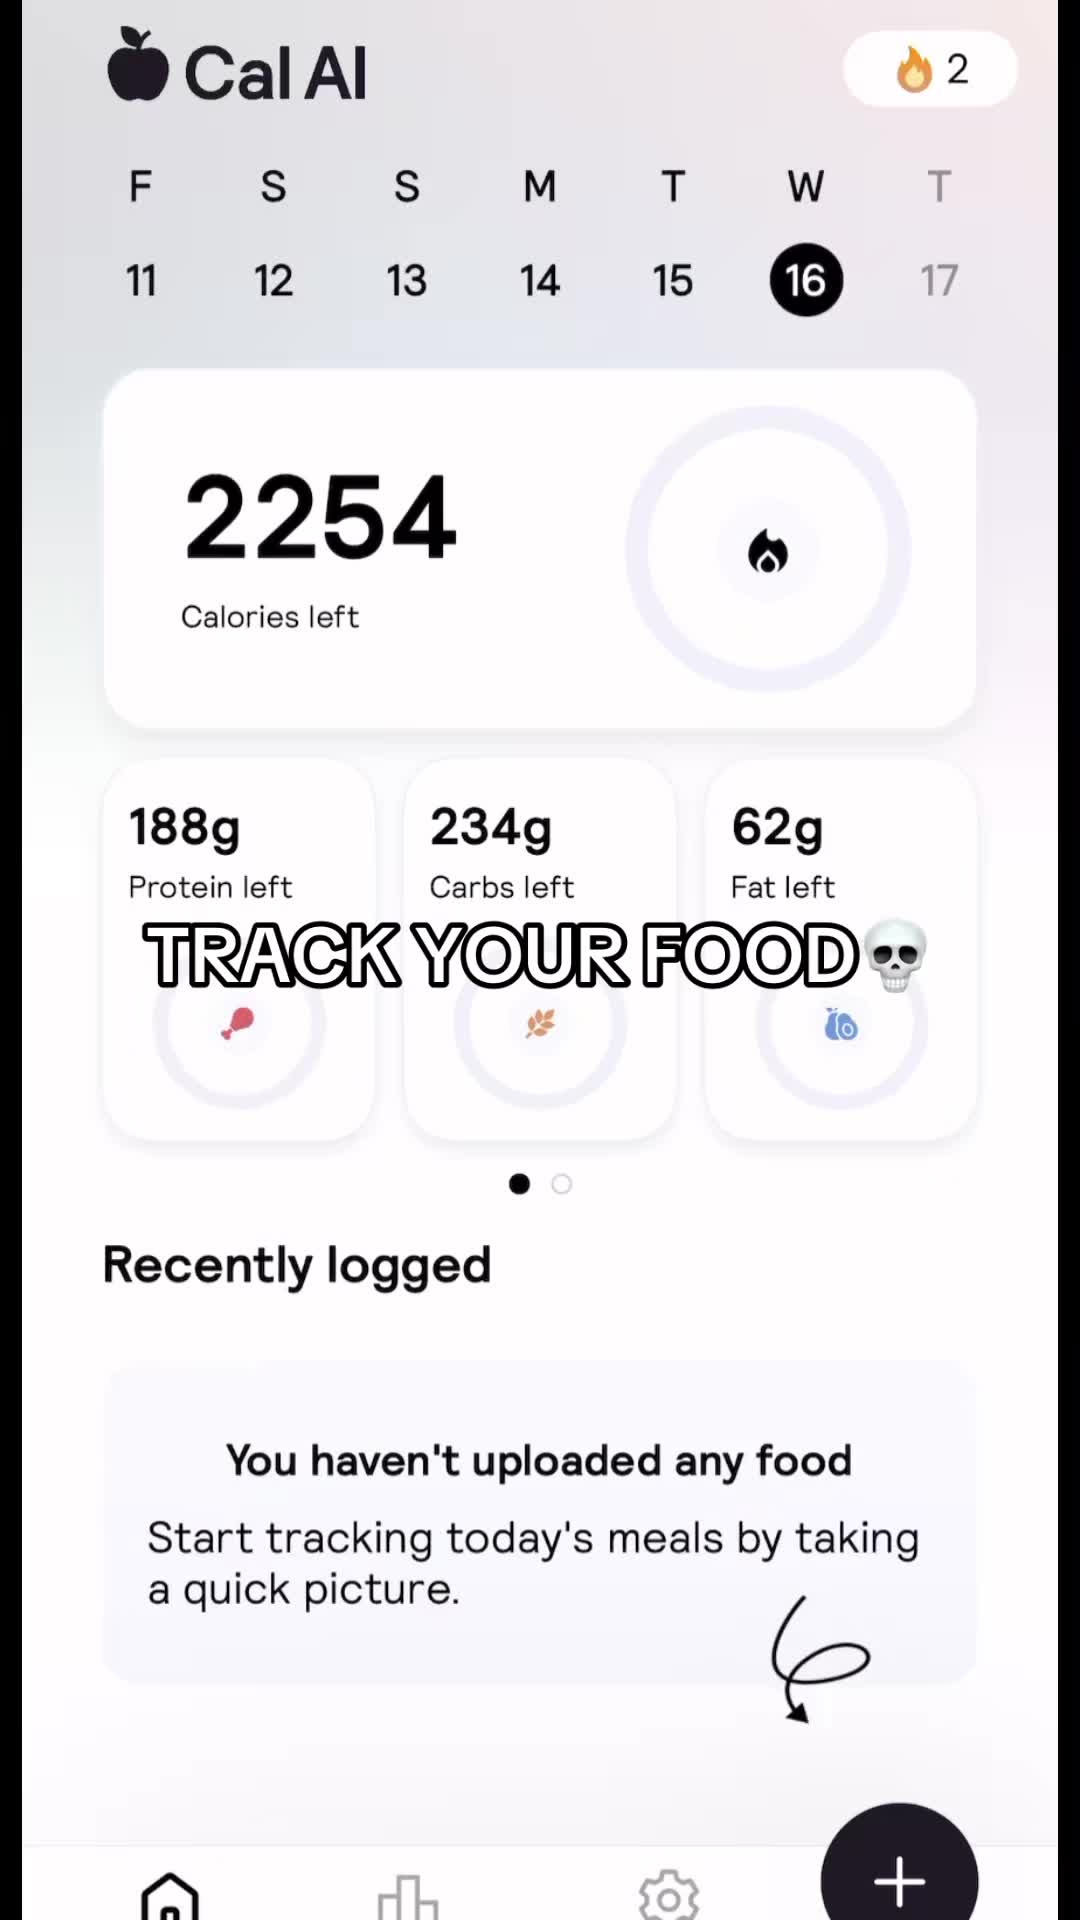 Cal AI
🔥 2
F S S M T W T
11 12 13 14 15 16 17
2254
Calories left
188g 234g 62g
Protein left Carbs left Fat left
TRACK YOUR FOOD💀
Recently logged
You haven't uploaded any food
Start tracking today's meals by taking
a quick picture.